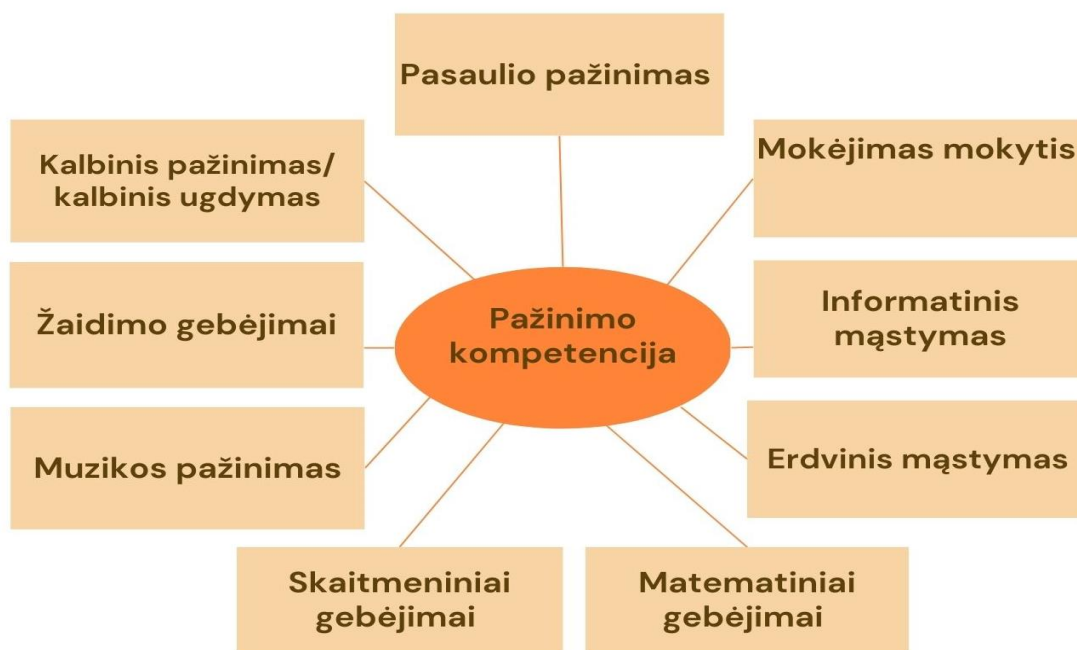 Pasaulio pažinimas
Kalbinis pažinimas/
kalbinis ugdymas
Mokėjimas mokytis
Žaidimo gebėjimai
Pažinimo
kompetencija
Informatinis
mąstymas
Muzikos pažinimas
Erdvinis mąstymas
Skaitmeniniai
gebėjimai
Matematiniai
gebėjimai